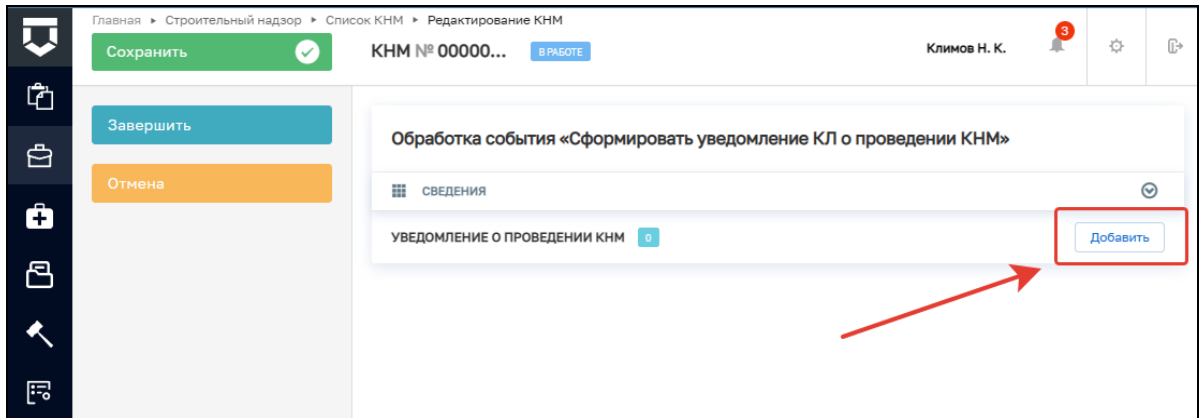 Главная ▸ Строительный надзор ▸ Список КНМ ▸ Редактирование КНМ
Сохранить
КНМ № 00000...
В РАБОТЕ
Климов Н. К.
3
Завершить
Отмена
Обработка события «Сформировать уведомление КЛ о проведении КНМ»
СВЕДЕНИЯ
УВЕДОМЛЕНИЕ О ПРОВЕДЕНИИ КНМ 0
Добавить